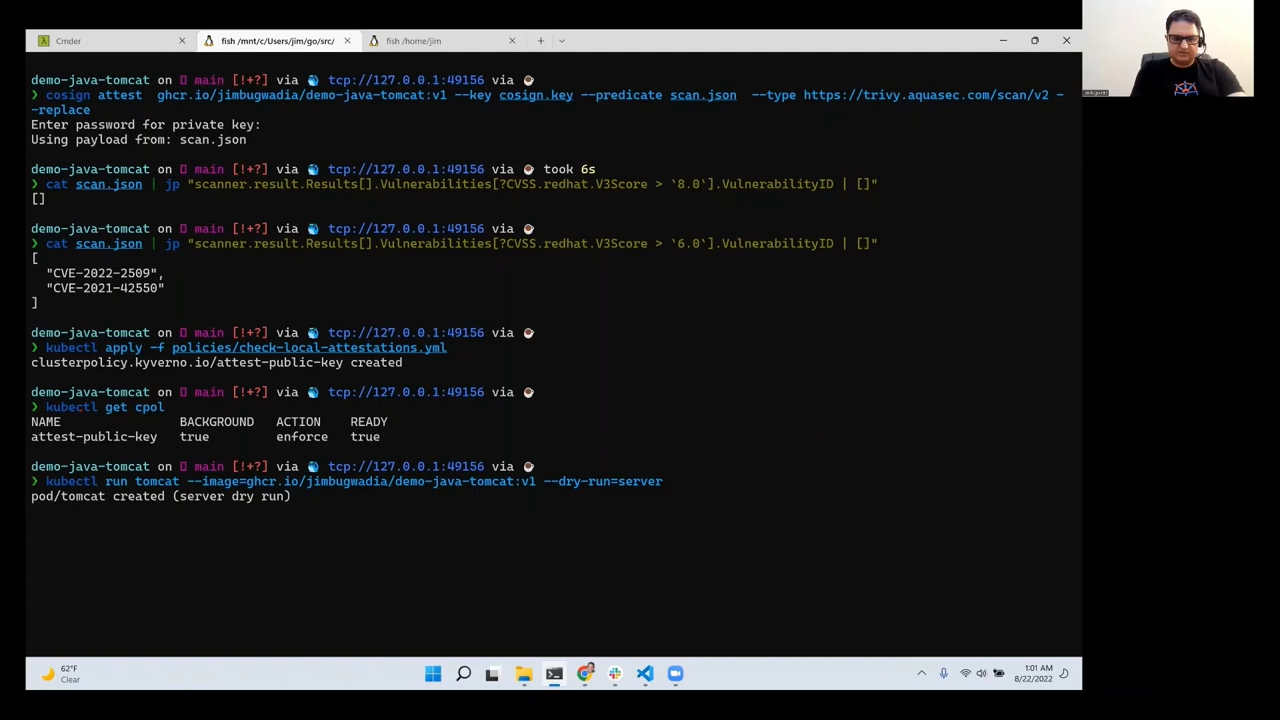 Cmder
fish /mnt/c/Users/jim/go/src/
fish /home/jim
demo-java-tomcat on main [!+?] via tcp://127.0.0.1:49156 via
❯ cosign attest ghcr.io/jimbugwadia/demo-java-tomcat:v1 --key cosign.key --predicate scan.json --type https://trivy.aquasec.com/scan/v2 -
-replace
Enter password for private key:
Using payload from: scan.json
demo-java-tomcat on main [!+?] via tcp://127.0.0.1:49156 via took 6s
❯ cat scan.json | jp "scanner.result.Results[].Vulnerabilities[?CVSS.redhat.V3Score > `8.0`].VulnerabilityID | []"
[]
demo-java-tomcat on main [!+?] via tcp://127.0.0.1:49156 via
❯ cat scan.json | jp "scanner.result.Results[].Vulnerabilities[?CVSS.redhat.V3Score > `6.0`].VulnerabilityID | []"
[
"CVE-2022-2509",
"CVE-2021-42550"
]
demo-java-tomcat on main [!+?] via tcp://127.0.0.1:49156 via
❯ kubectl apply -f policies/check-local-attestations.yml
clusterpolicy.kyverno.io/attest-public-key created
demo-java-tomcat on main [!+?] via tcp://127.0.0.1:49156 via
❯ kubectl get cpol
NAME BACKGROUND ACTION READY
attest-public-key true enforce true
demo-java-tomcat on main [!+?] via tcp://127.0.0.1:49156 via
❯ kubectl run tomcat --image=ghcr.io/jimbugwadia/demo-java-tomcat:v1 --dry-run=server
pod/tomcat created (server dry run)
62°F
Clear
1:01 AM
8/22/2022